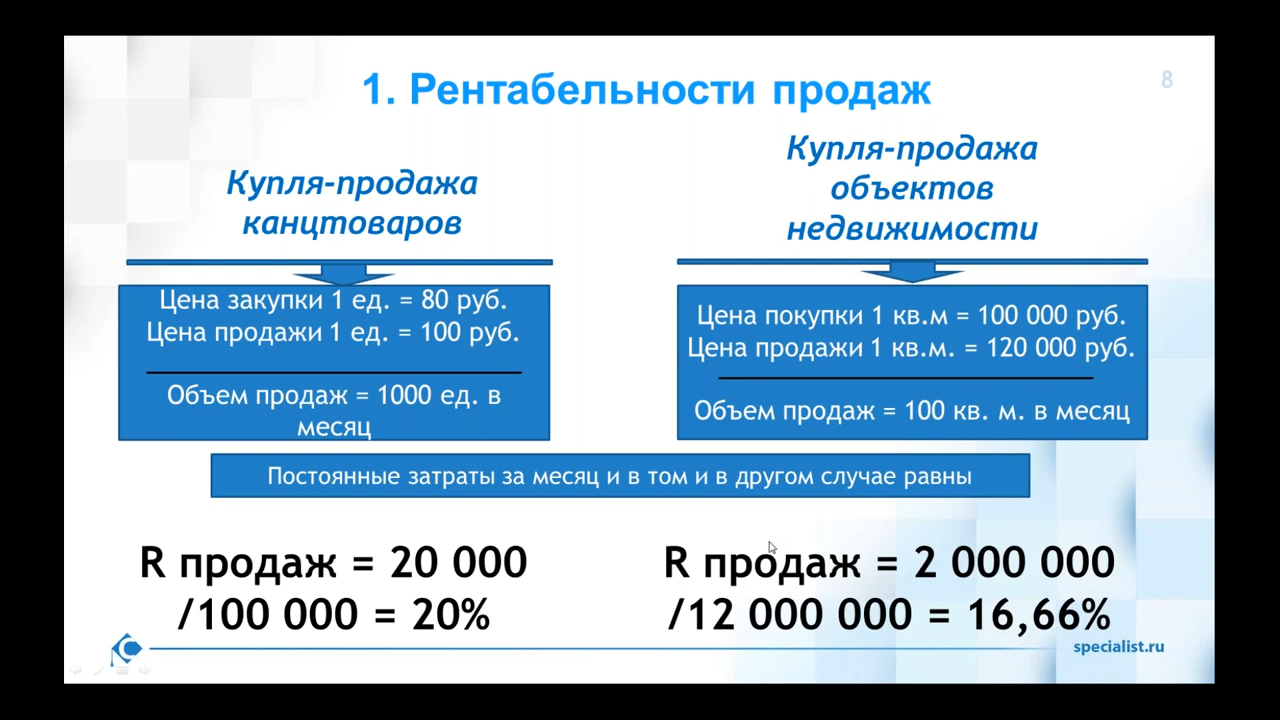 1. Рентабельности продаж
8
Купля-продажа
канцтоваров
Цена закупки 1 ед. = 80 руб.
Цена продажи 1 ед. = 100 руб.
Объем продаж = 1000 ед. в
месяц
Купля-продажа
объектов
недвижимости
Цена покупки 1 кв.м = 100 000 руб.
Цена продажи 1 кв.м. = 120 000 руб.
Объем продаж = 100 кв. м. в месяц
Постоянные затраты за месяц и в том и в другом случае равны
R продаж = 20 000
/100 000 = 20%
R продаж = 2 000 000
/12 000 000 = 16,66%
specialist.ru